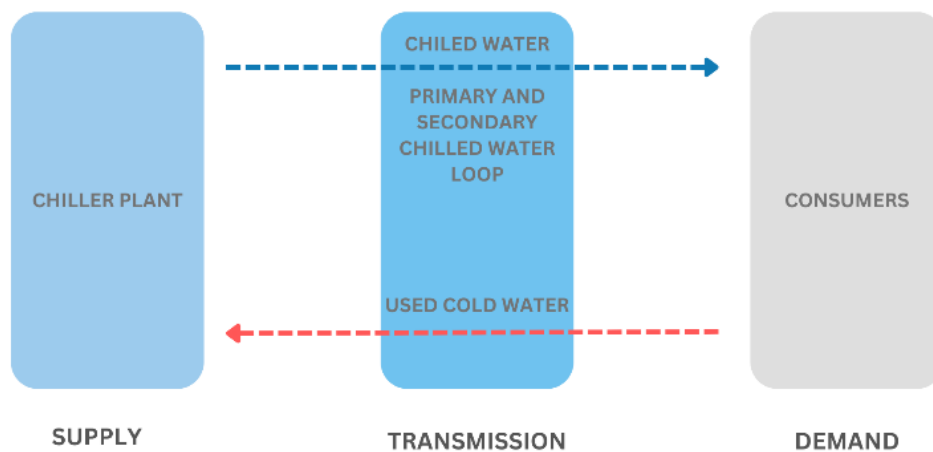 CHILED WATER
PRIMARY AND
SECONDARY
CHILLED WATER
LOOP
CHILLER PLANT
CONSUMERS
USED COLD WATER
SUPPLY
TRANSMISSION
DEMAND